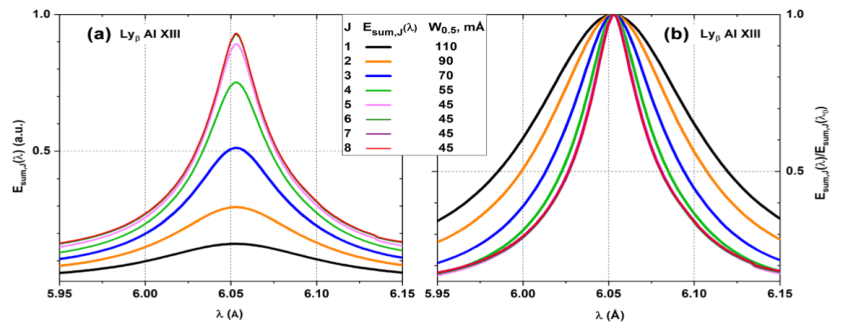 (a) Lyβ Al XIII
1.0
0.5
E_sum,J(λ) (a.u.)
5.95 6.00 6.05 6.10 6.15
λ (A)
J E_sum,J(λ) W_0.5, mÅ
1 110
2 90
3 70
4 55
5 45
6 45
7 45
8 45
(b) Lyβ Al XIII
1.0
0.5
E_sum,J(λ)/E_sum,J(λ_ij)
5.95 6.00 6.05 6.10 6.15
λ (Å)